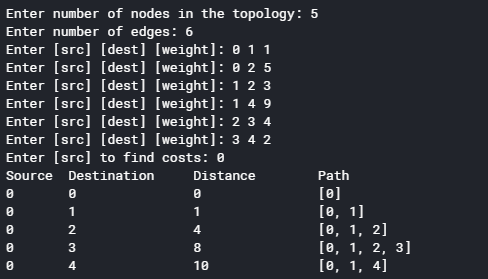 Enter number of nodes in the topology: 5
Enter number of edges: 6
Enter [src] [dest] [weight]: 0 1 1
Enter [src] [dest] [weight]: 0 2 5
Enter [src] [dest] [weight]: 1 2 3
Enter [src] [dest] [weight]: 1 4 9
Enter [src] [dest] [weight]: 2 3 4
Enter [src] [dest] [weight]: 3 4 2
Enter [src] to find costs: 0
Source  Destination     Distance        Path
0       0               0               [0]
0       1               1               [0, 1]
0       2               4               [0, 1, 2]
0       3               8               [0, 1, 2, 3]
0       4               10              [0, 1, 4]